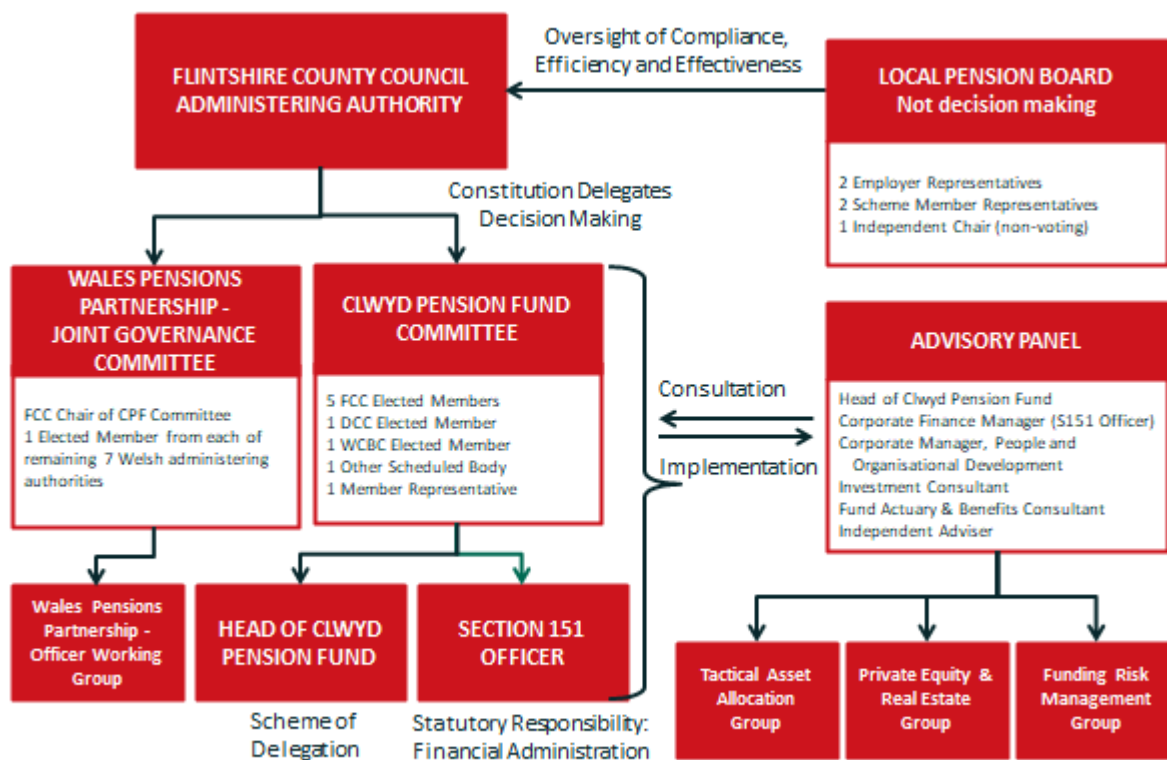 Oversight of Compliance,
Efficiency and Effectiveness
FLINTSHIRE COUNTY COUNCIL
ADMINISTERING AUTHORITY
LOCAL PENSION BOARD
Not decision making
2 Employer Representatives
2 Scheme Member Representatives
1 Independent Chair (non-voting)
Constitution Delegates
Decision Making
WALES PENSIONS
PARTNERSHIP -
JOINT GOVERNANCE
COMMITTEE
FCC Chair of CPF Committee
1 Elected Member from each of
remaining 7 Welsh administering
authorities
CLWYD PENSION FUND
COMMITTEE
5 FCC Elected Members
1 DCC Elected Member
1 WCBC Elected Member
1 Other Scheduled Body
1 Member Representative
Consultation
Implementation
ADVISORY PANEL
Head of Clwyd Pension Fund
Corporate Finance Manager (S151 Officer)
Corporate Manager, People and
Organisational Development
Investment Consultant
Fund Actuary & Benefits Consultant
Independent Adviser
Wales Pensions
Partnership -
Officer Working
Group
HEAD OF CLWYD
PENSION FUND
SECTION 151
OFFICER
Scheme of
Delegation
Statutory Responsibility:
Financial Administration
Tactical Asset
Allocation
Group
Private Equity &
Real Estate
Group
Funding Risk
Management
Group